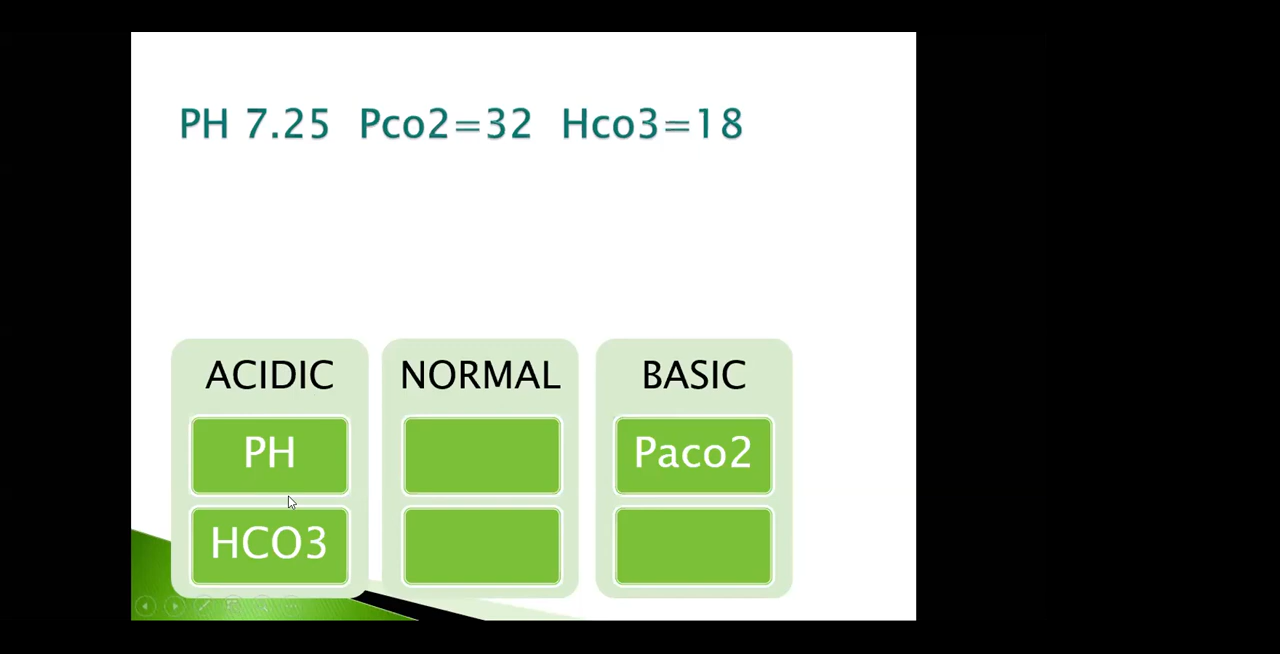 PH 7.25 Pco2=32 Hco3=18
ACIDIC NORMAL BASIC
PH Paco2
HCO3